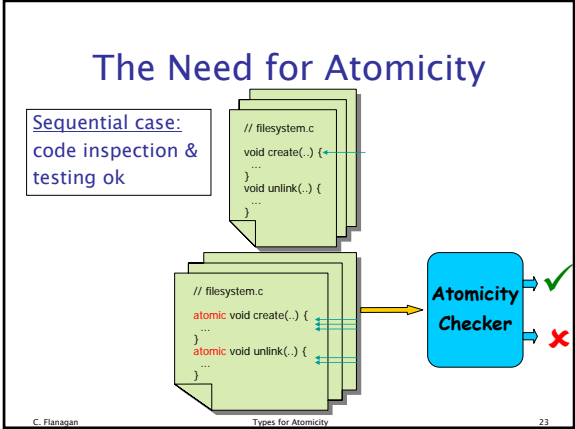 The Need for Atomicity
Sequential case:
code inspection &
testing ok
// filesystem.c
void create(..) {
...
}
void unlink(..) {
...
}
// filesystem.c
atomic void create(..) {
...
}
atomic void unlink(..) {
...
}
Atomicity
Checker
C. Flanagan
Types for Atomicity
23